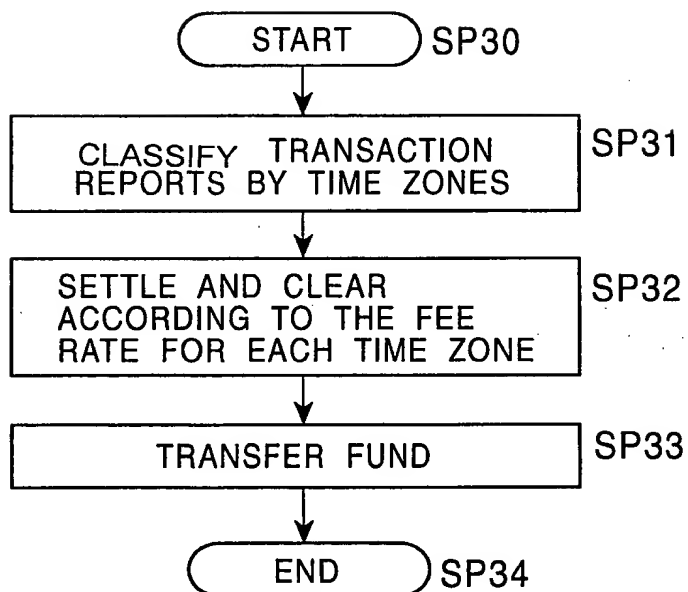 START SP30
CLASSIFY TRANSACTION SP31
REPORTS BY TIME ZONES
SETTLE AND CLEAR SP32
ACCORDING TO THE FEE
RATE FOR EACH TIME ZONE
TRANSFER FUND SP33
END SP34